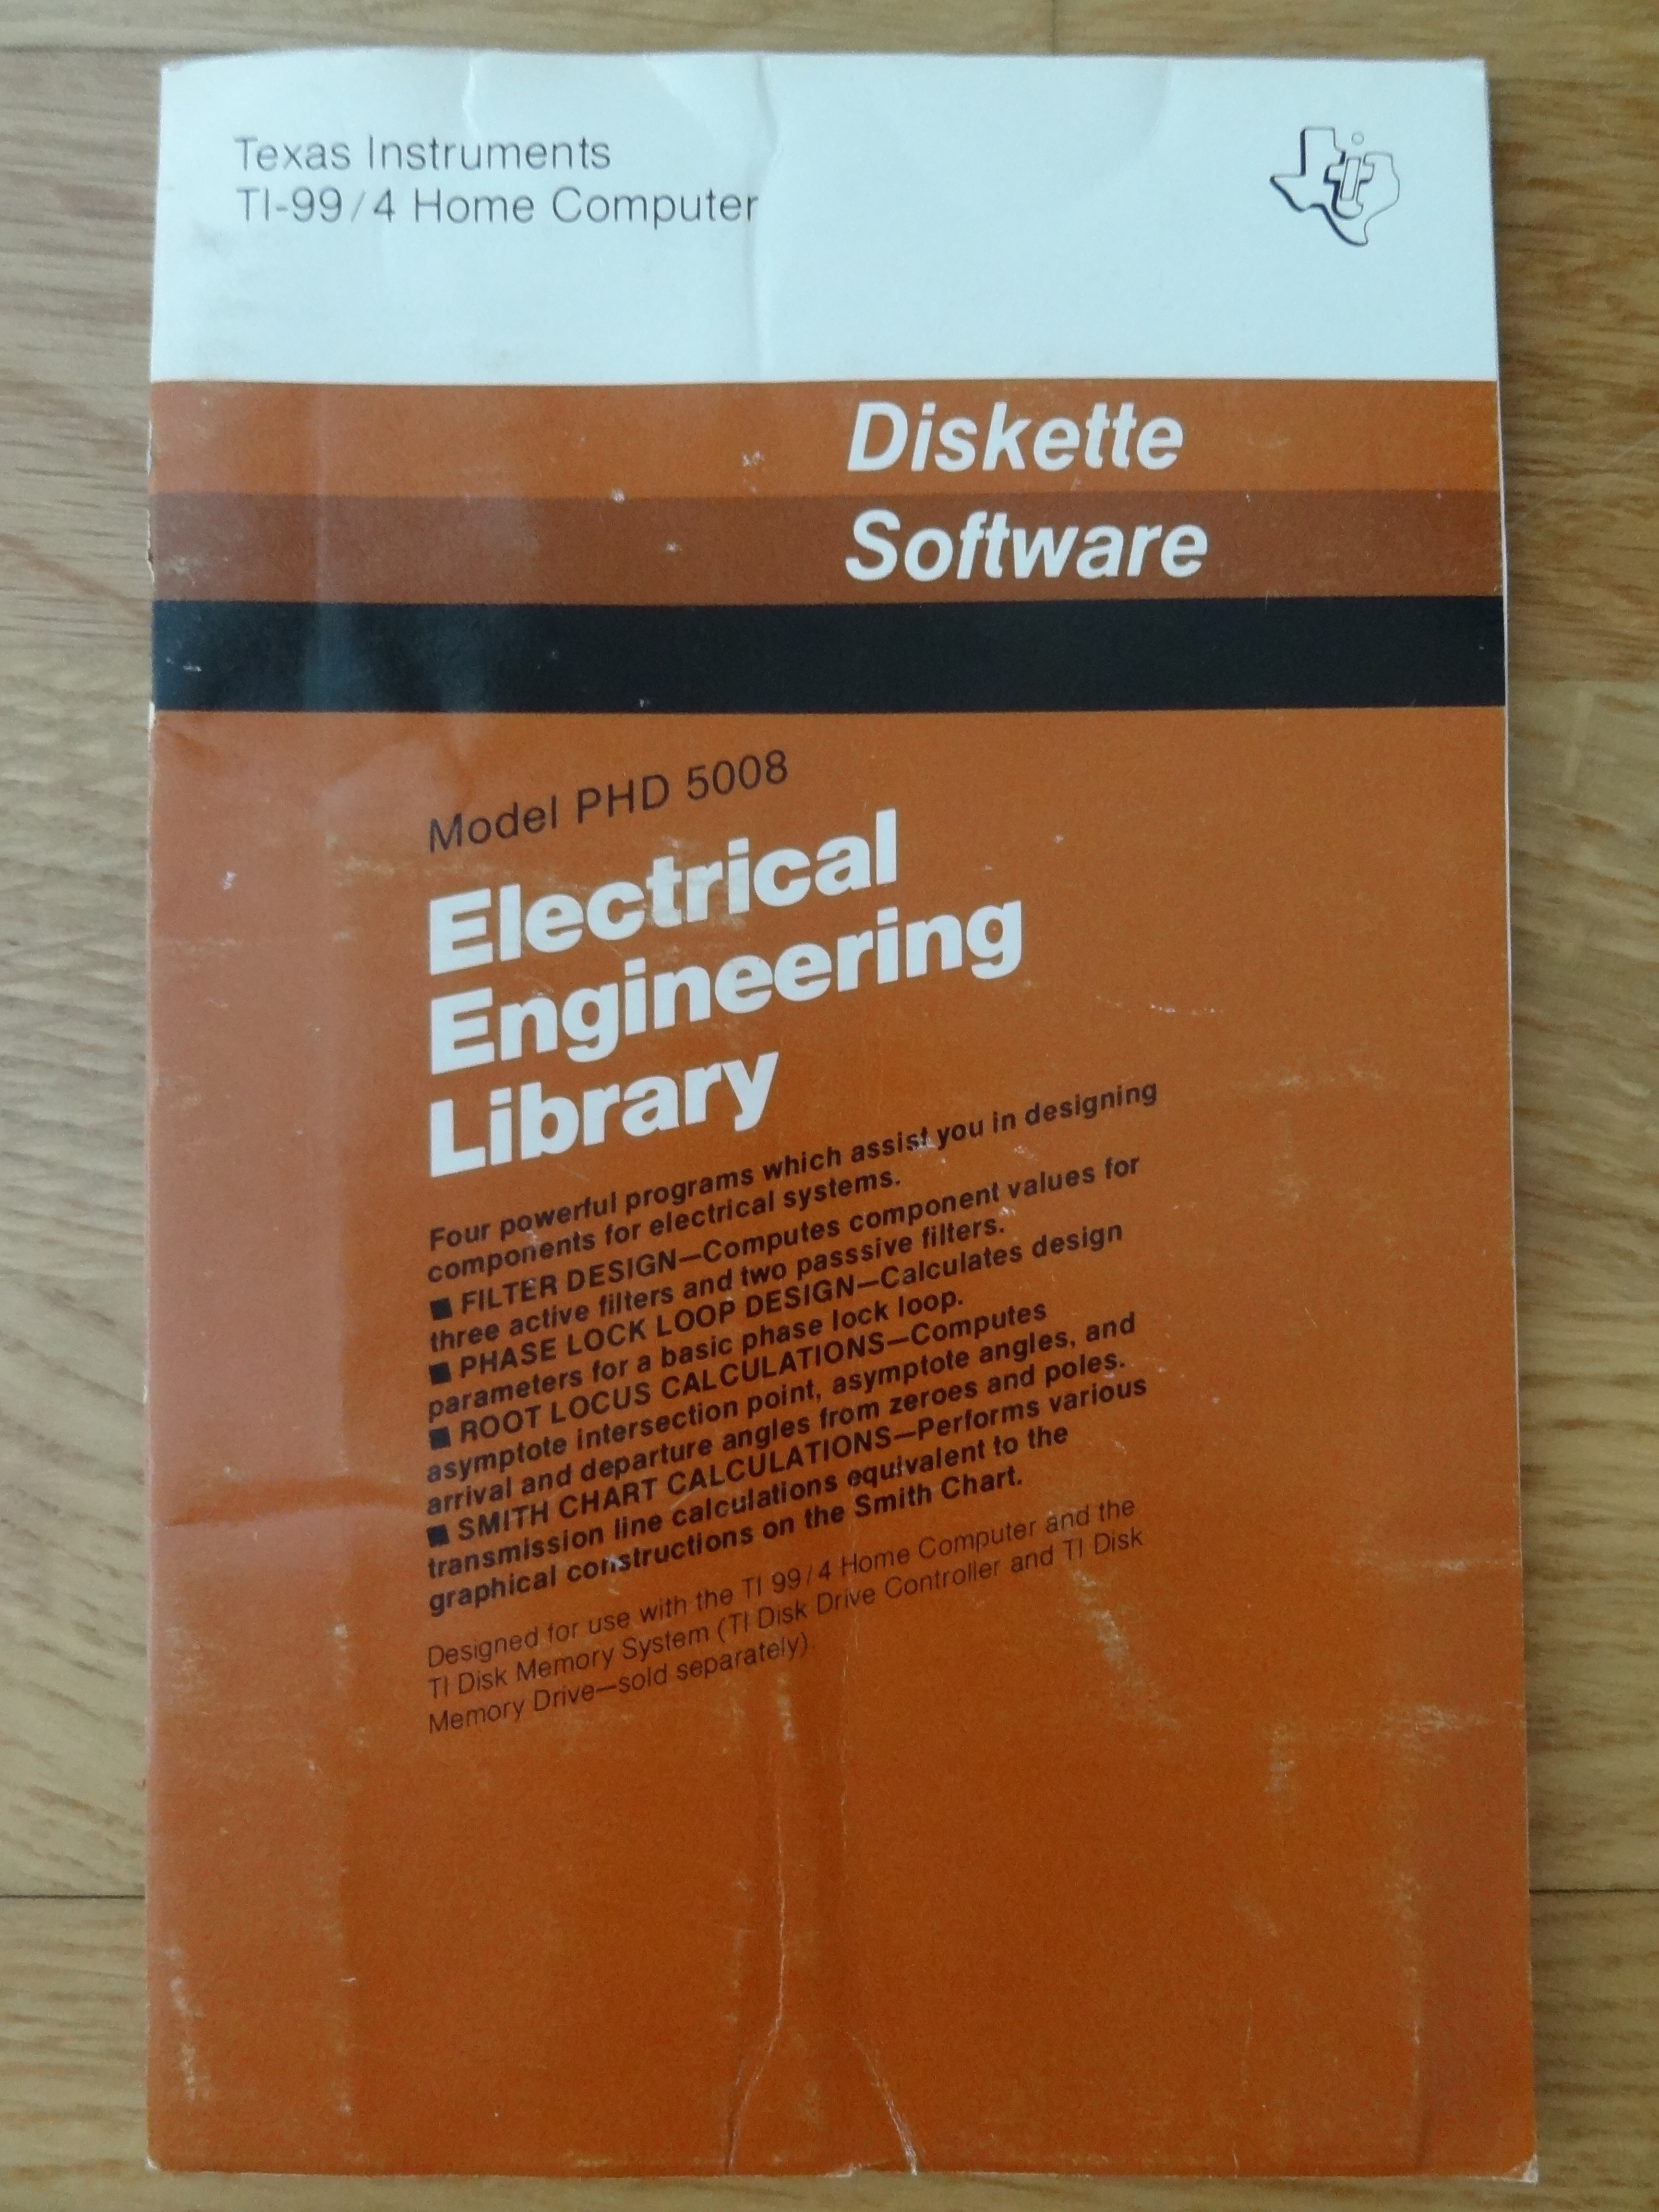 Texas Instruments
TI-99/4 Home Computer
Diskette
Software
Model PHD 5008
Electrical
Engineering
Library
Four powerful programs which assist you in designing
components for electrical systems.
■ FILTER DESIGN—Computes component values for
three active filters and two passsive filters.
■ PHASE LOCK LOOP DESIGN—Calculates design
parameters for a basic phase lock loop.
■ ROOT LOCUS CALCULATIONS—Computes
asymptote intersection point, asymptote angles, and
arrival and departure angles from zeroes and poles.
■ SMITH CHART CALCULATIONS—Performs various
transmission line calculations equivalent to the
graphical constructions on the Smith Chart.
Designed for use with the TI 99/4 Home Computer and the
TI Disk Memory System (TI Disk Drive Controller and TI Disk
Memory Drive—sold separately)